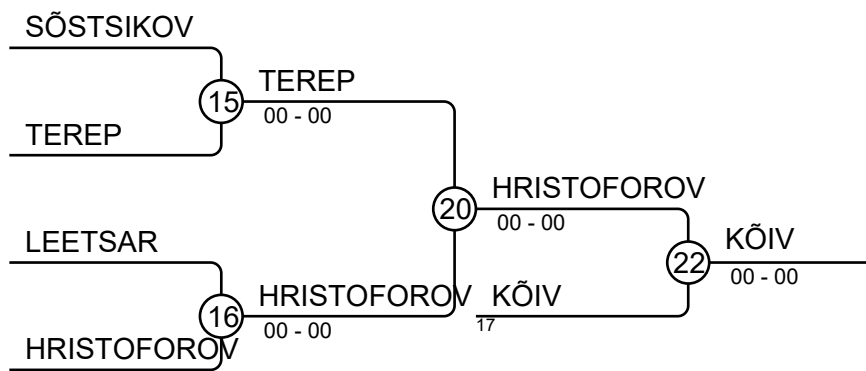 SÕSTSIKOV
15
TEREP
00 - 00
TEREP
20
HRISTOFOROV
00 - 00
LEETSAR
22
KÕIV
00 - 00
16
HRISTOFOROV
00 - 00
KÕIV
17
HRISTOFOROV